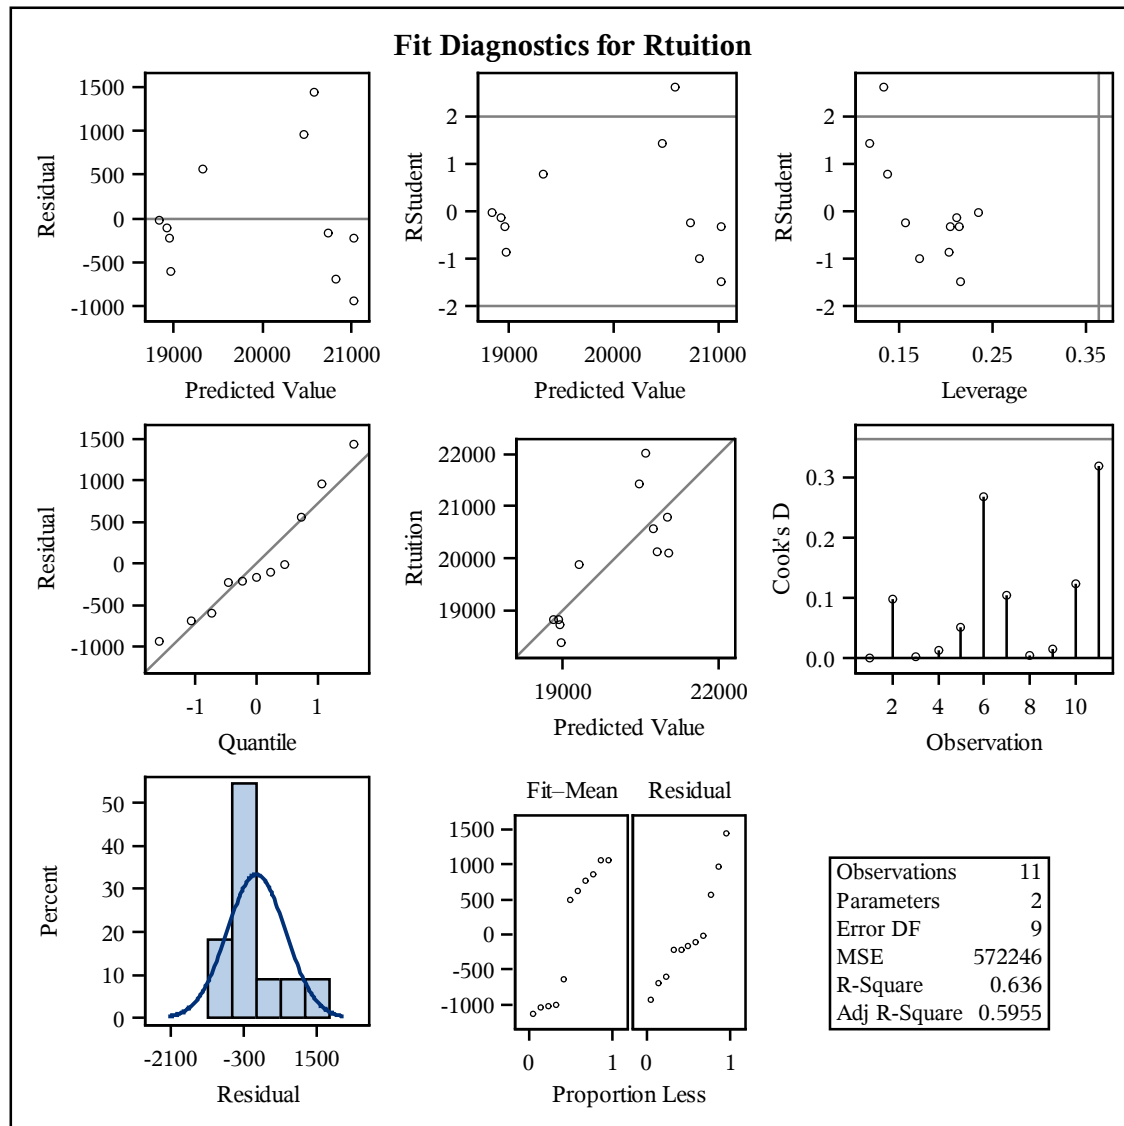 Fit Diagnostics for Rtuition
1500
1000
500
0
-500
-1000
Residual
19000 20000 21000
Predicted Value
2
1
0
-1
-2
RStudent
19000 20000 21000
Predicted Value
2
1
0
-1
-2
RStudent
0.15 0.25 0.35
Leverage
1500
1000
500
0
-500
-1000
Residual
-1 0 1
Quantile
22000
21000
20000
19000
Rtuition
19000 22000
Predicted Value
0.3
0.2
0.1
0.0
Cook's D
2 4 6 8 10
Observation
50
40
30
20
10
0
Percent
-2100 -300 1500
Residual
Fit–Mean Residual
1500
1000
500
0
-500
-1000
0 1 0 1
Proportion Less
Observations 11
Parameters 2
Error DF 9
MSE 572246
R-Square 0.636
Adj R-Square 0.5955